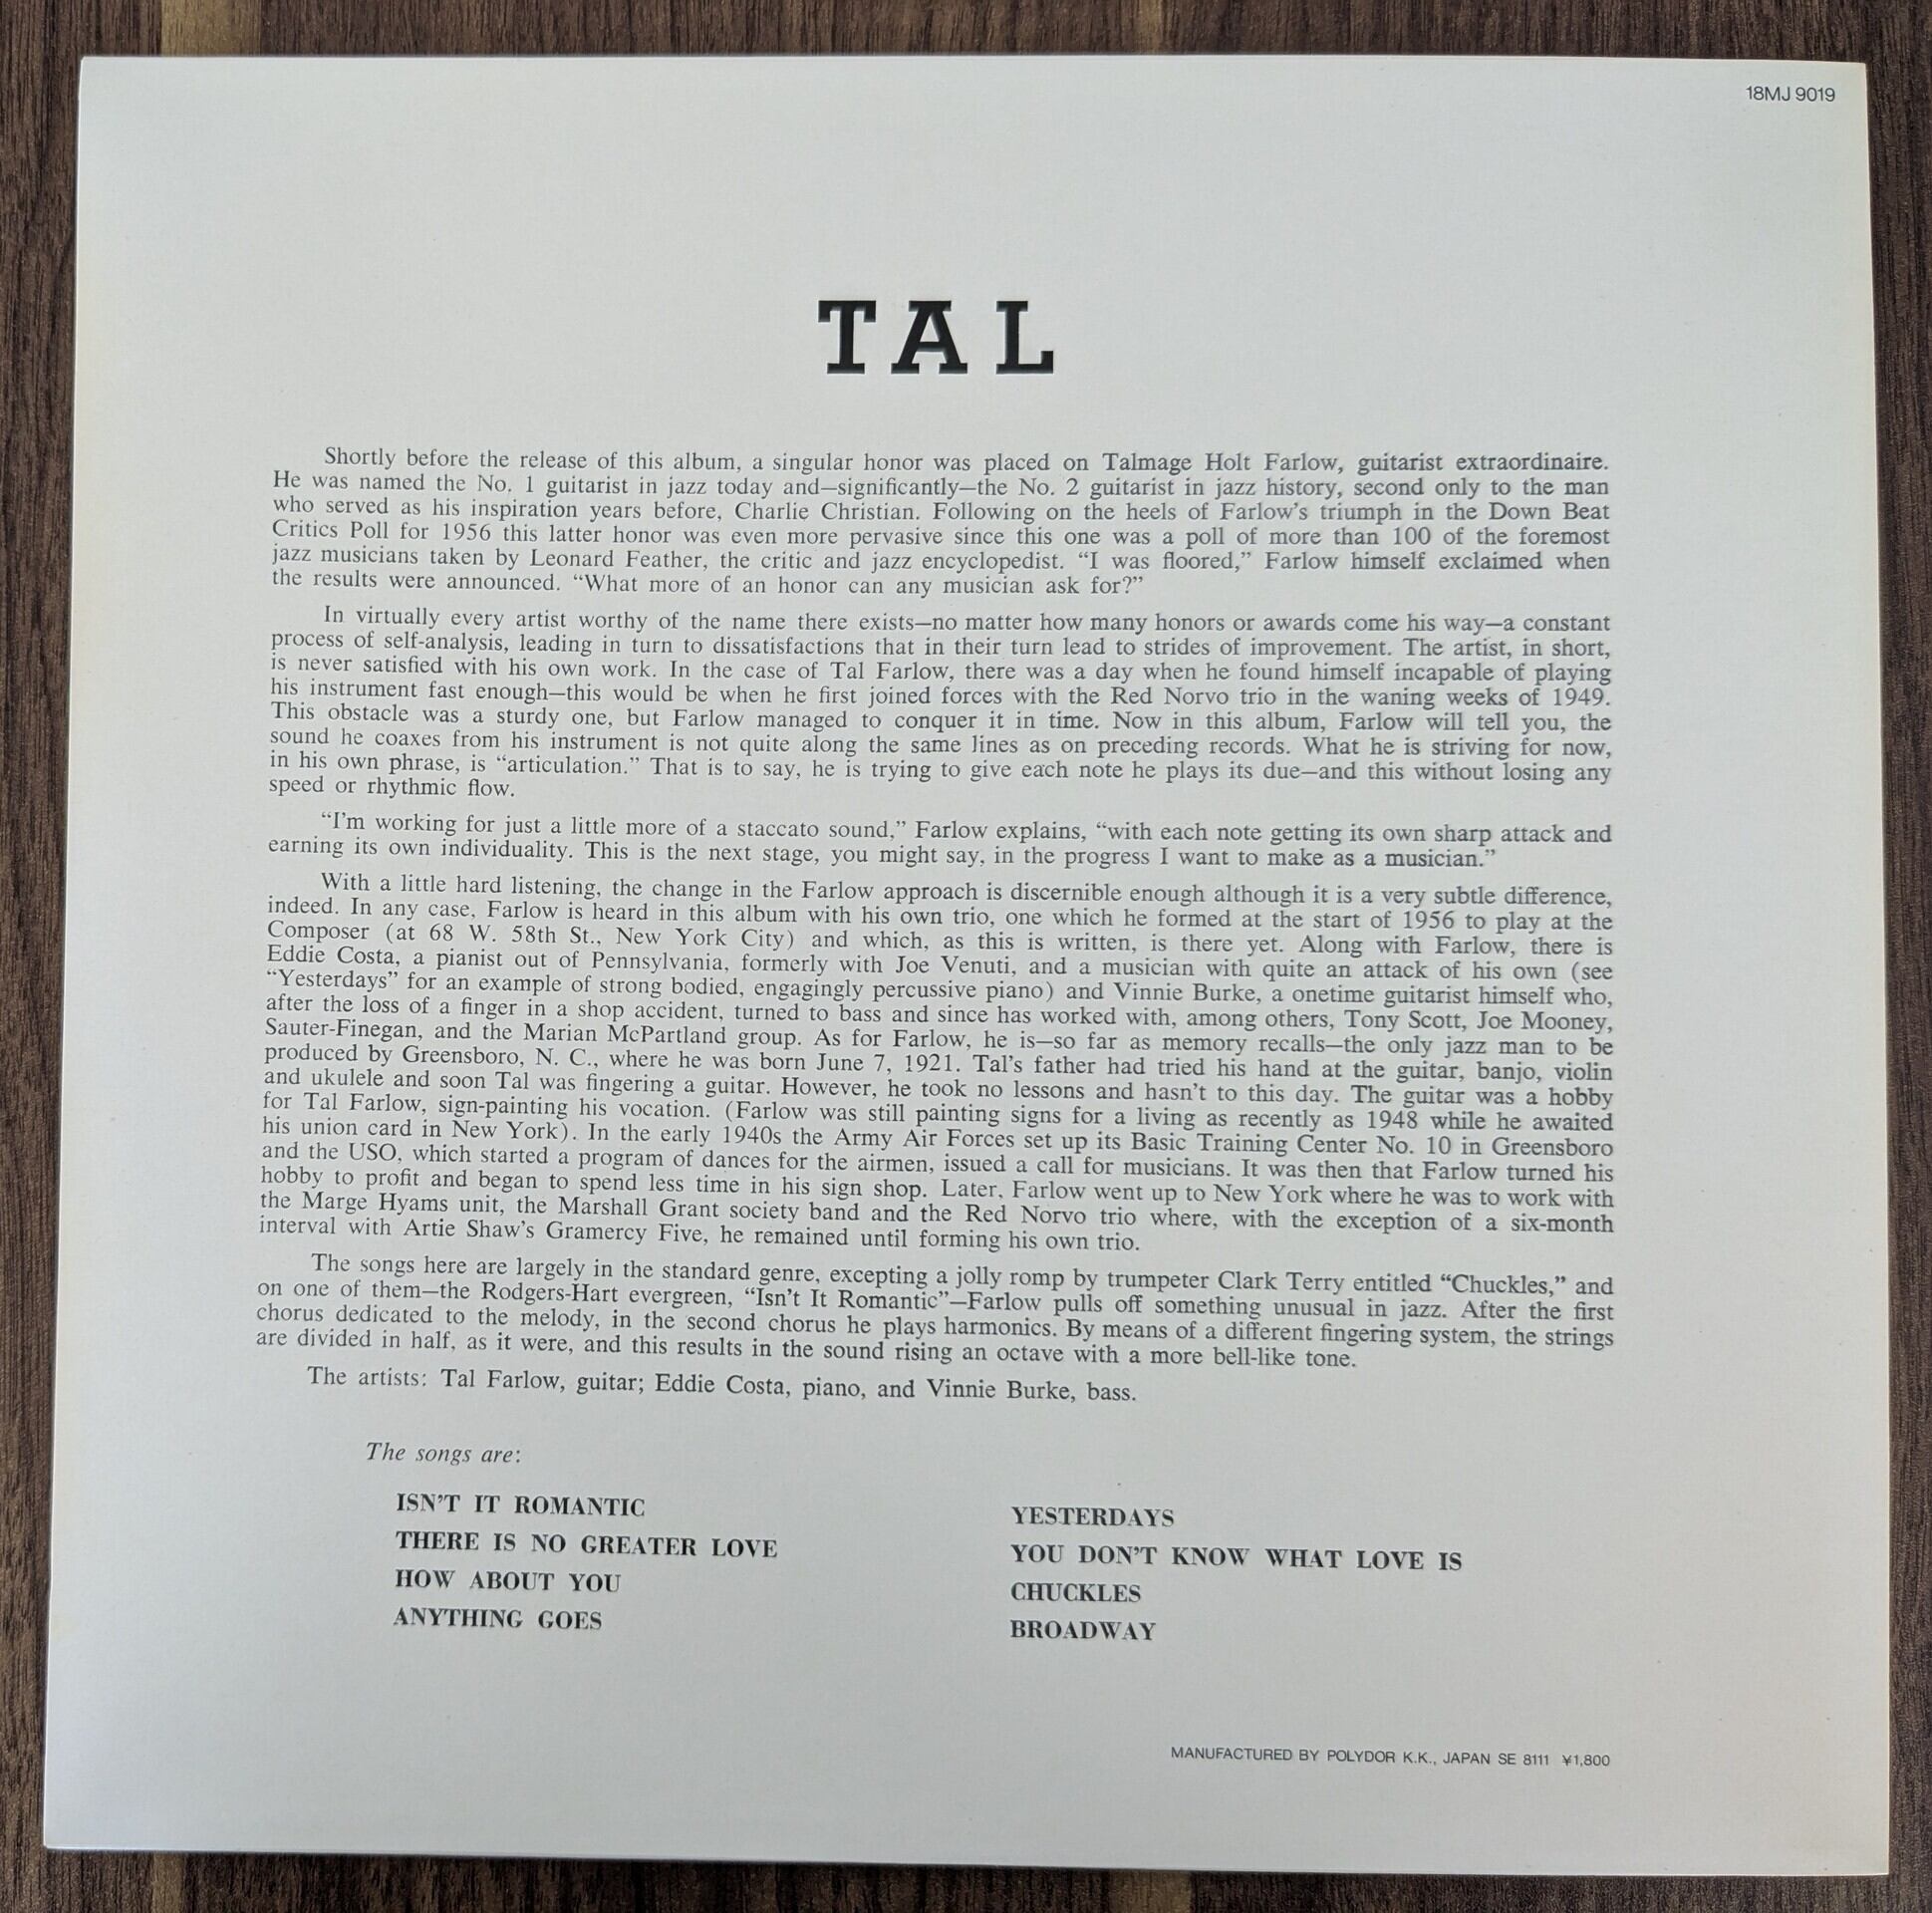 18MJ 9019
TAL
Shortly before the release of this album, a singular honor was placed on Talmage Holt Farlow, guitarist extraordinaire.
He was named the No. 1 guitarist in jazz today and—significantly—the No. 2 guitarist in jazz history, second only to the man
who served as his inspiration years before, Charlie Christian. Following on the heels of Farlow's triumph in the Down Beat
Critics Poll for 1956 this latter honor was even more pervasive since this one was a poll of more than 100 of the foremost
jazz musicians taken by Leonard Feather, the critic and jazz encyclopedist. “I was floored,” Farlow himself exclaimed when
the results were announced. “What more of an honor can any musician ask for?”
In virtually every artist worthy of the name there exists—no matter how many honors or awards come his way—a constant
process of self-analysis, leading in turn to dissatisfactions that in their turn lead to strides of improvement. The artist, in short,
is never satisfied with his own work. In the case of Tal Farlow, there was a day when he found himself incapable of playing
his instrument fast enough—this would be when he first joined forces with the Red Norvo trio in the waning weeks of 1949.
This obstacle was a sturdy one, but Farlow managed to conquer it in time. Now in this album, Farlow will tell you, the
sound he coaxes from his instrument is not quite along the same lines as on preceding records. What he is striving for now,
in his own phrase, is “articulation.” That is to say, he is trying to give each note he plays its due—and this without losing any
speed or rhythmic flow.
“I'm working for just a little more of a staccato sound,” Farlow explains, “with each note getting its own sharp attack and
earning its own individuality. This is the next stage, you might say, in the progress I want to make as a musician.”
With a little hard listening, the change in the Farlow approach is discernible enough although it is a very subtle difference,
indeed. In any case, Farlow is heard in this album with his own trio, one which he formed at the start of 1956 to play at the
Composer (at 68 W. 58th St., New York City) and which, as this is written, is there yet. Along with Farlow, there is
Eddie Costa, a pianist out of Pennsylvania, formerly with Joe Venuti, and a musician with quite an attack of his own (see
“Yesterdays” for an example of strong bodied, engagingly percussive piano) and Vinnie Burke, a onetime guitarist himself who,
after the loss of a finger in a shop accident, turned to bass and since has worked with, among others, Tony Scott, Joe Mooney,
Sauter-Finegan, and the Marian McPartland group. As for Farlow, he is—so far as memory recalls—the only jazz man to be
produced by Greensboro, N. C., where he was born June 7, 1921. Tal's father had tried his hand at the guitar, banjo, violin
and ukulele and soon Tal was fingering a guitar. However, he took no lessons and hasn't to this day. The guitar was a hobby
for Tal Farlow, sign-painting his vocation. (Farlow was still painting signs for a living as recently as 1948 while he awaited
his union card in New York). In the early 1940s the Army Air Forces set up its Basic Training Center No. 10 in Greensboro
and the USO, which started a program of dances for the airmen, issued a call for musicians. It was then that Farlow turned his
hobby to profit and began to spend less time in his sign shop. Later, Farlow went up to New York where he was to work with
the Marge Hyams unit, the Marshall Grant society band and the Red Norvo trio where, with the exception of a six-month
interval with Artie Shaw's Gramercy Five, he remained until forming his own trio.
The songs here are largely in the standard genre, excepting a jolly romp by trumpeter Clark Terry entitled “Chuckles,” and
on one of them—the Rodgers-Hart evergreen, “Isn't It Romantic”—Farlow pulls off something unusual in jazz. After the first
chorus dedicated to the melody, in the second chorus he plays harmonics. By means of a different fingering system, the strings
are divided in half, as it were, and this results in the sound rising an octave with a more bell-like tone.
The artists: Tal Farlow, guitar; Eddie Costa, piano, and Vinnie Burke, bass.
The songs are:
ISN'T IT ROMANTIC
THERE IS NO GREATER LOVE
HOW ABOUT YOU
ANYTHING GOES
YESTERDAYS
YOU DON'T KNOW WHAT LOVE IS
CHUCKLES
BROADWAY
MANUFACTURED BY POLYDOR K.K., JAPAN SE 8111 ¥1,800